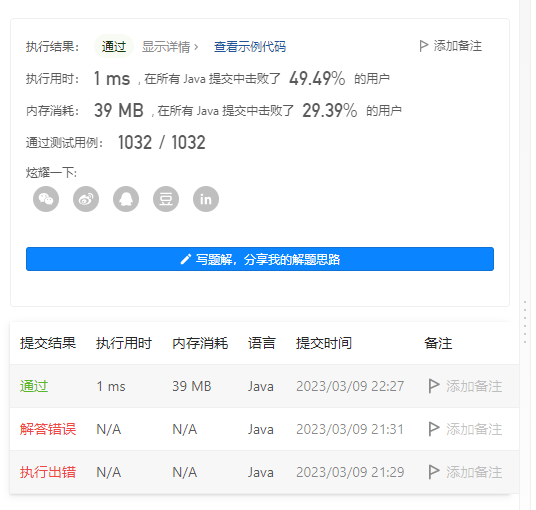 执行结果： 通过 显示详情 › 查看示例代码 添加备注
执行用时： 1 ms , 在所有 Java 提交中击败了 49.49% 的用户
内存消耗： 39 MB , 在所有 Java 提交中击败了 29.39% 的用户
通过测试用例： 1032 / 1032
炫耀一下:
豆 in
写题解，分享我的解题思路
提交结果 执行用时 内存消耗 语言 提交时间 备注
通过 1 ms 39 MB Java 2023/03/09 22:27 添加备注
解答错误 N/A N/A Java 2023/03/09 21:31 添加备注
执行出错 N/A N/A Java 2023/03/09 21:29 添加备注